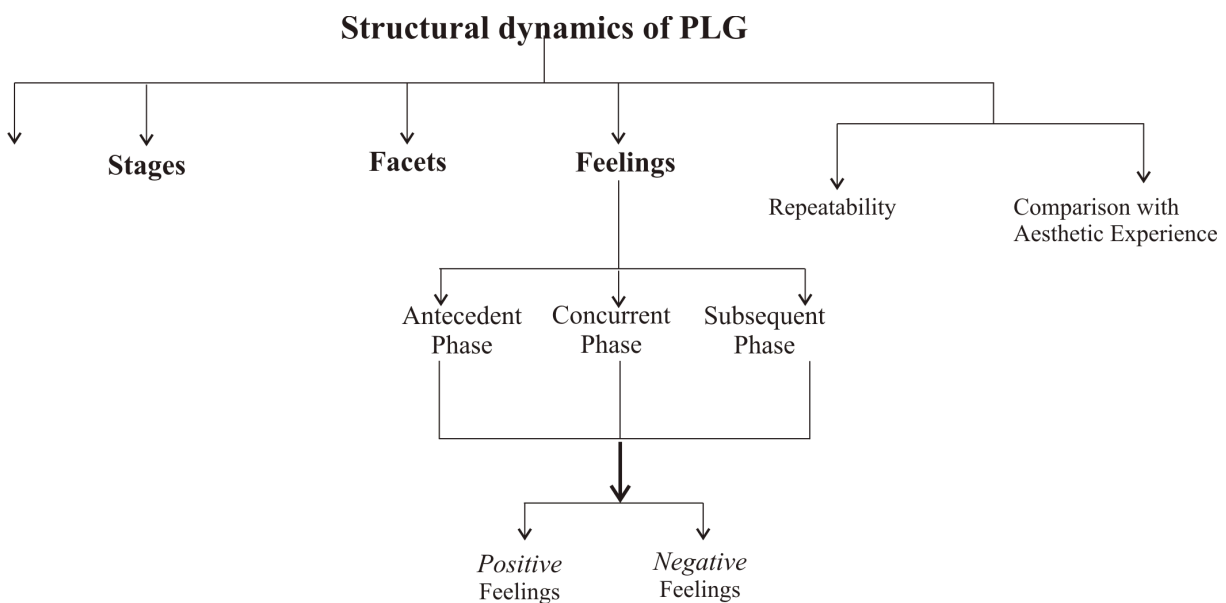 Structural dynamics of PLG
Stages
Facets
Feelings
Repeatability
Comparison with
Aesthetic Experience
Antecedent
Phase
Concurrent
Phase
Subsequent
Phase
Positive
Feelings
Negative
Feelings